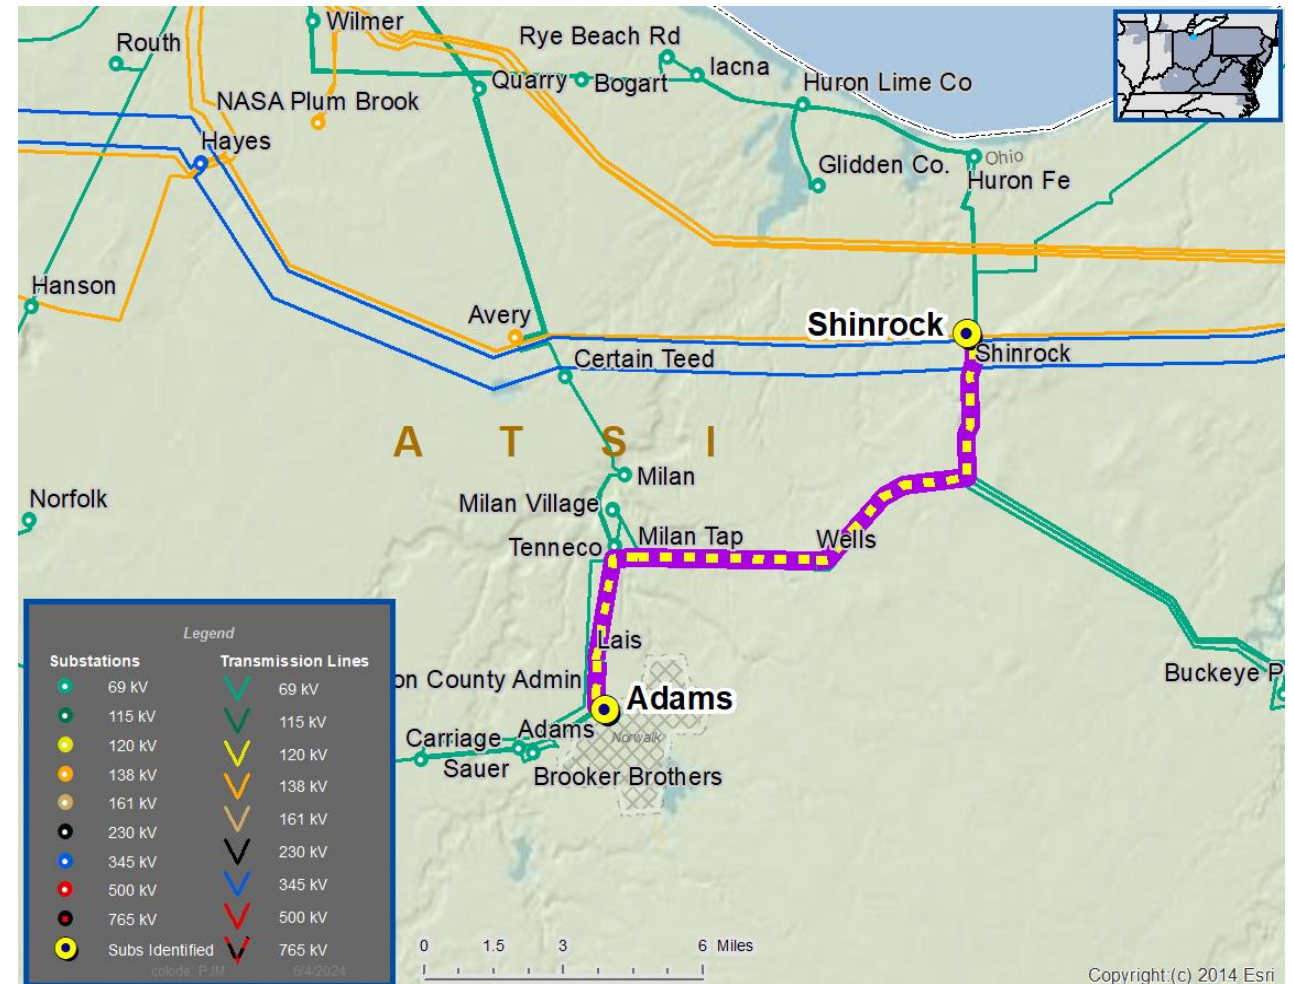 Wilmer
Routh
Rye Beach Rd
Iacna
Quarry
Bogart
Huron Lime Co
NASA Plum Brook
Hayes
Glidden Co.
Ohio
Huron Fe
Hanson
Avery
Shinrock
Shinrock
Certain Teed
A T S I
Milan
Norfolk
Milan Village
Milan Tap
Wells
Tenneco
Lais
on County Admin
Buckeye P
Adams
Adams
Norwalk
Carriage
Sauer
Brooker Brothers
Legend
Substations
Transmission Lines
69 kV
69 kV
115 kV
115 kV
120 kV
120 kV
138 kV
138 kV
161 kV
161 kV
230 kV
230 kV
345 kV
345 kV
500 kV
500 kV
765 kV
765 kV
Subs Identified
colode: PJM
6/4/2024
0 1.5 3 6 Miles
Copyright:(c) 2014 Esri